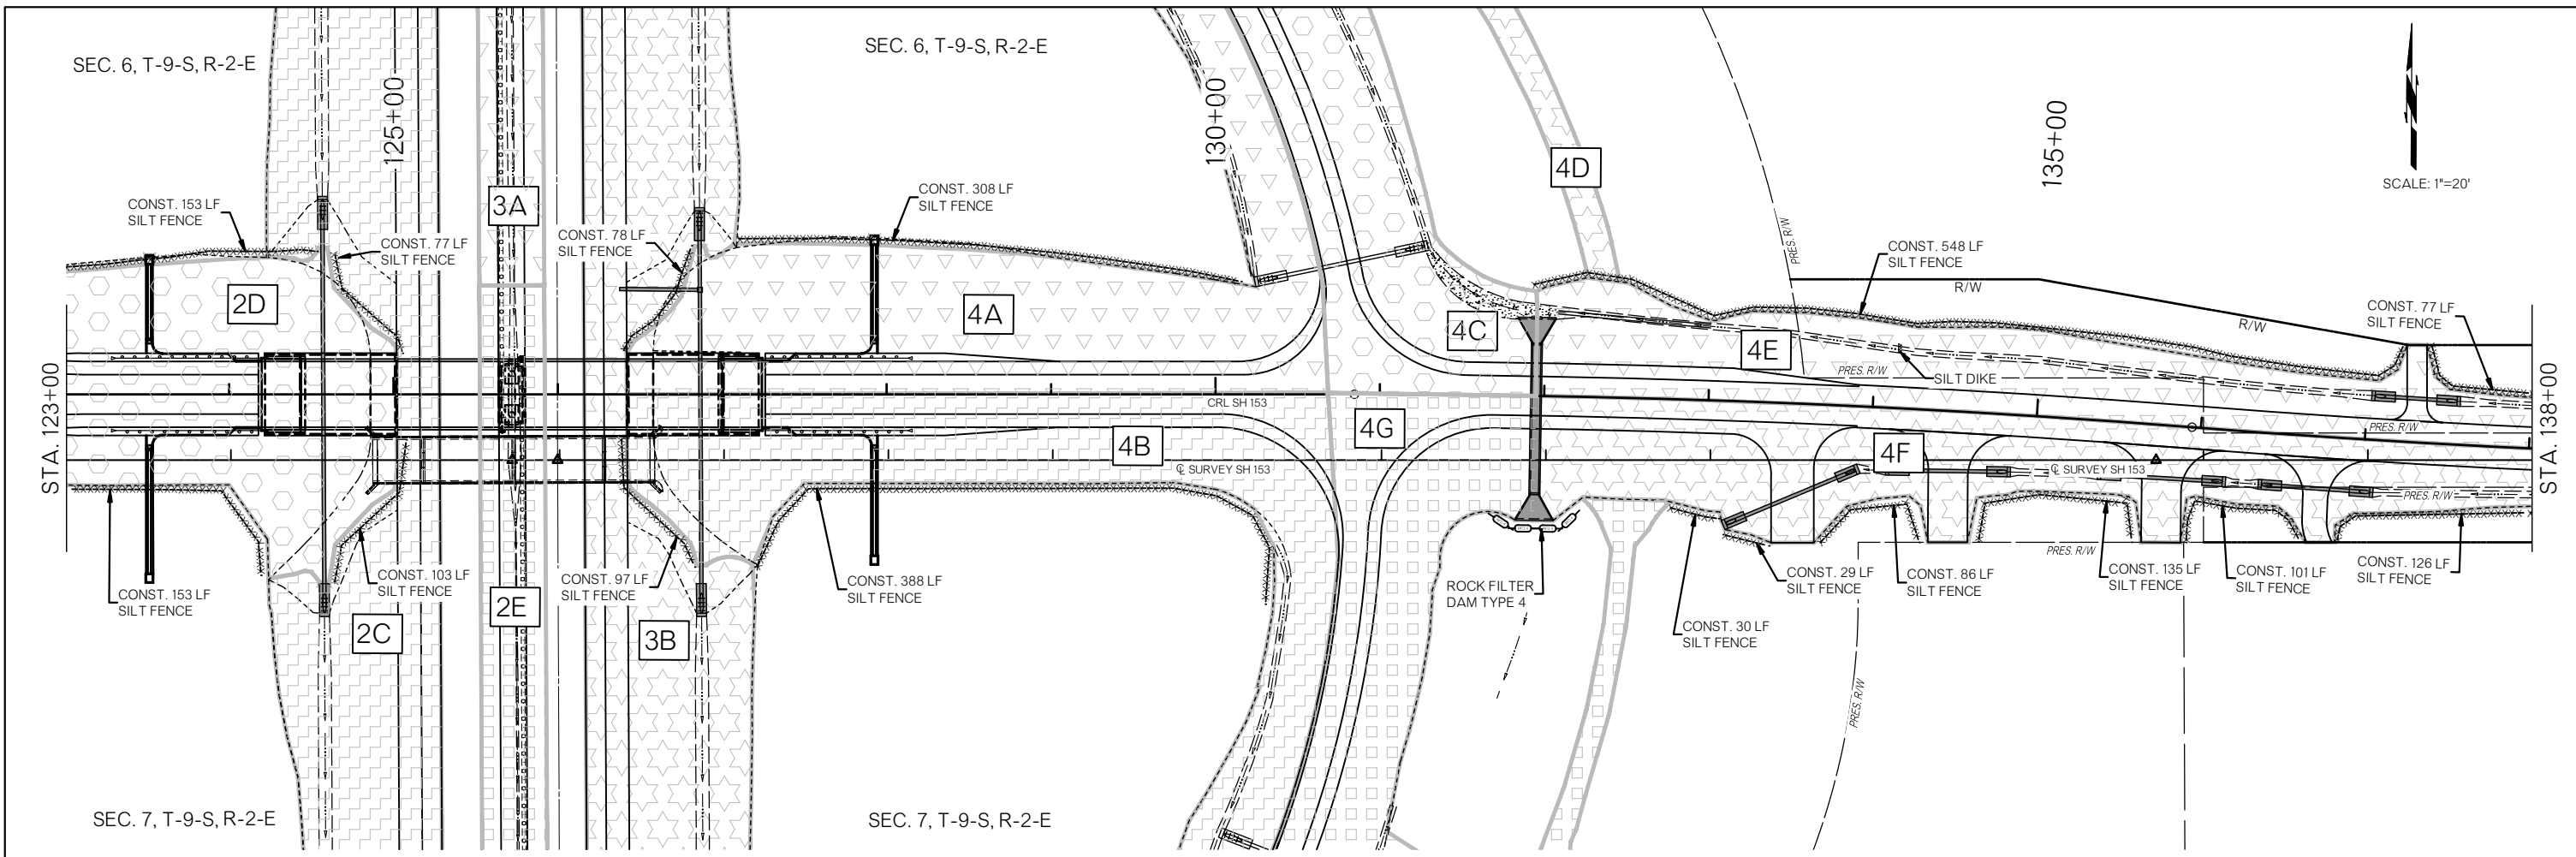 SEC. 6, T-9-S, R-2-E
SEC. 6, T-9-S, R-2-E
125+00
130+00
135+00
SCALE: 1"=20'
CONST. 153 LF
SILT FENCE
3A
CONST. 77 LF
SILT FENCE
CONST. 78 LF
SILT FENCE
CONST. 308 LF
SILT FENCE
4D
PRES. R/W
CONST. 548 LF
SILT FENCE
R/W
R/W
CONST. 77 LF
SILT FENCE
2D
4A
4C
4E
PRES. R/W
SILT DIKE
STA. 123+00
CRL SH 153
4G
4B
4F
PRES. R/W
STA. 138+00
℄ SURVEY SH 153
℄ SURVEY SH 153
PRES. R/W
CONST. 153 LF
SILT FENCE
CONST. 103 LF
SILT FENCE
CONST. 97 LF
SILT FENCE
CONST. 388 LF
SILT FENCE
ROCK FILTER
DAM TYPE 4
CONST. 30 LF
SILT FENCE
CONST. 29 LF
SILT FENCE
CONST. 86 LF
SILT FENCE
PRES. R/W
CONST. 135 LF
SILT FENCE
CONST. 101 LF
SILT FENCE
CONST. 126 LF
SILT FENCE
2C
2E
3B
PRES. R/W
SEC. 7, T-9-S, R-2-E
SEC. 7, T-9-S, R-2-E